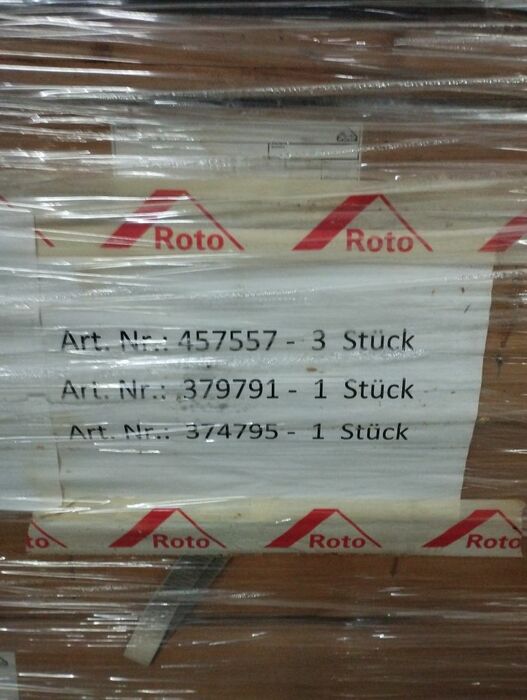 Roto Roto
Art. Nr.: 457557 - 3 Stück
Art. Nr.: 379791 - 1 Stück
Art. Nr.: 374795 - 1 Stück
to Roto Roto Roto